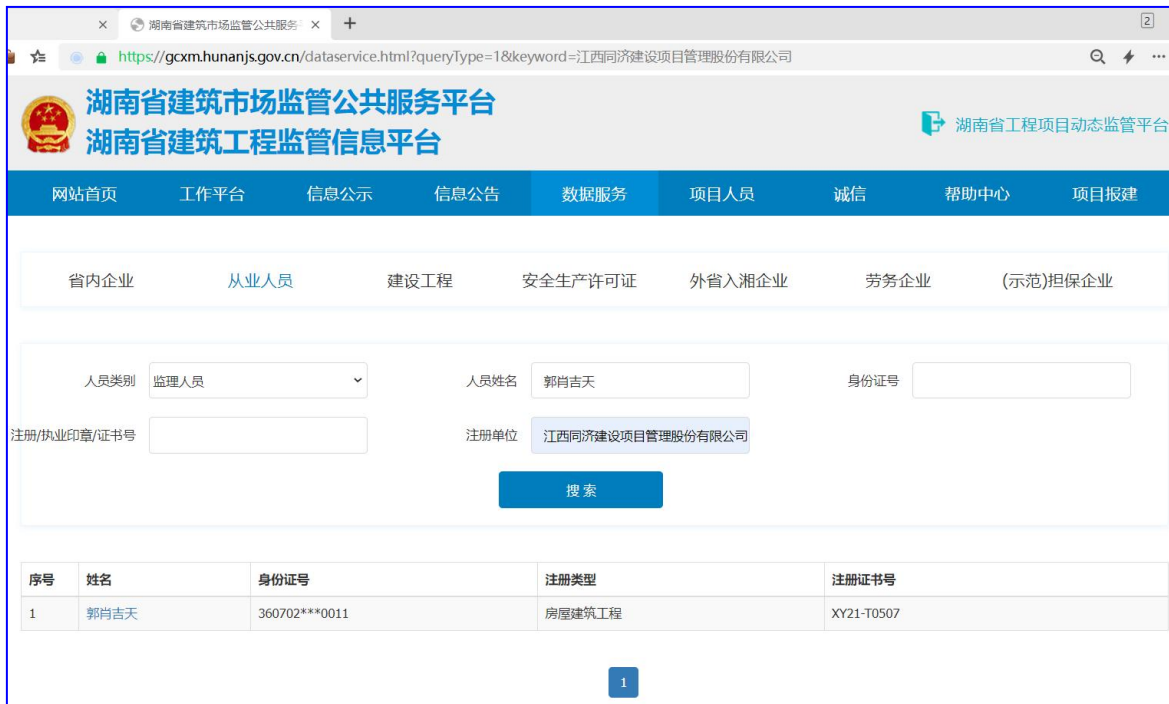 湖南省建筑市场监管公共服务
2
https://gcxm.hunanjs.gov.cn/dataservice.html?queryType=1&keyword=江西同济建设项目管理股份有限公司
湖南省建筑市场监管公共服务平台
湖南省建筑工程监管信息平台
湖南省工程项目动态监管平台
网站首页 工作平台 信息公示 信息公告 数据服务 项目人员 诚信 帮助中心 项目报建
省内企业 从业人员 建设工程 安全生产许可证 外省入湘企业 劳务企业 (示范)担保企业
人员类别 监理人员 人员姓名 郭肖吉天 身份证号
注册/执业印章/证书号 注册单位 江西同济建设项目管理股份有限公司
搜索
序号 姓名 身份证号 注册类型 注册证书号
1 郭肖吉天 360702***0011 房屋建筑工程 XY21-T0507
1